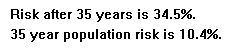 Risk after 35 years is 34.5%.
35 year population risk is 10.4%.